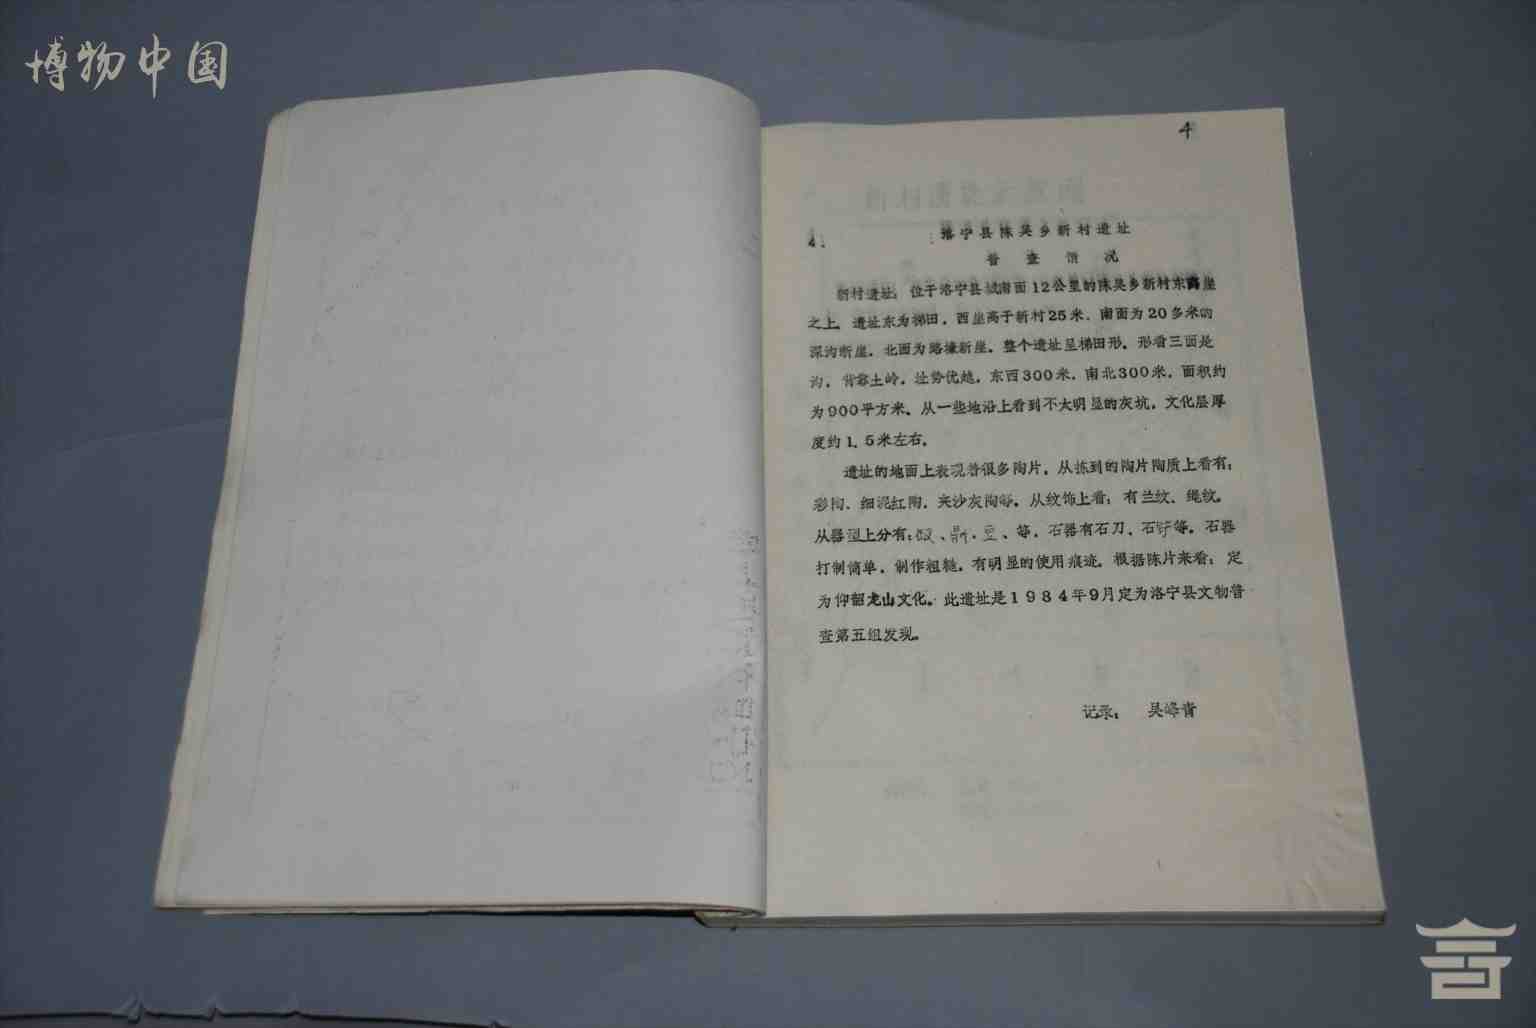 博物中国
4
4.
洛宁县陈吴乡新村遗址
普查情况
新村遗址：位于洛宁县城南面12公里的陈吴乡新村东崖
之上。遗址东为梯田，西崖高于新村25米、南面为20多米的
深沟断崖，北面为路壕断崖。整个遗址呈梯田形，形看三面是
沟，背靠土岭，址势优越，东西300米，南北300米，面积约
为900平方米、从一些地沿上看到不大明显的灰坑，文化层厚
度约1.5米左右。
遗址的地面上表现着很多陶片，从拣到的陶片陶质上看有：
彩陶、细泥红陶、夹沙灰陶等。从纹饰上看：有兰纹、绳纹。
从器型上分有：、鼎、豆、等，石器有石刀，石等。石器
打制简单，制作粗糙。有明显的使用痕迹。根据陈片来看：定
为仰韶龙山文化。此遗址是1984年9月定为洛宁县文物普
查第五组发现。
记录：吴峰